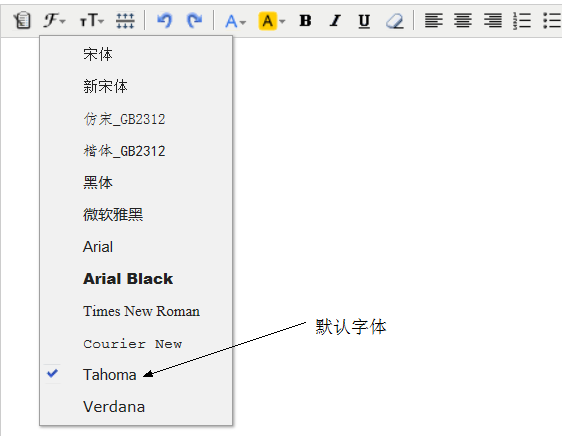 宋体
新宋体
仿宋_GB2312
楷体_GB2312
黑体
微软雅黑
Arial
Arial Black
Times New Roman
Courier New
Tahoma
Verdana
默认字体